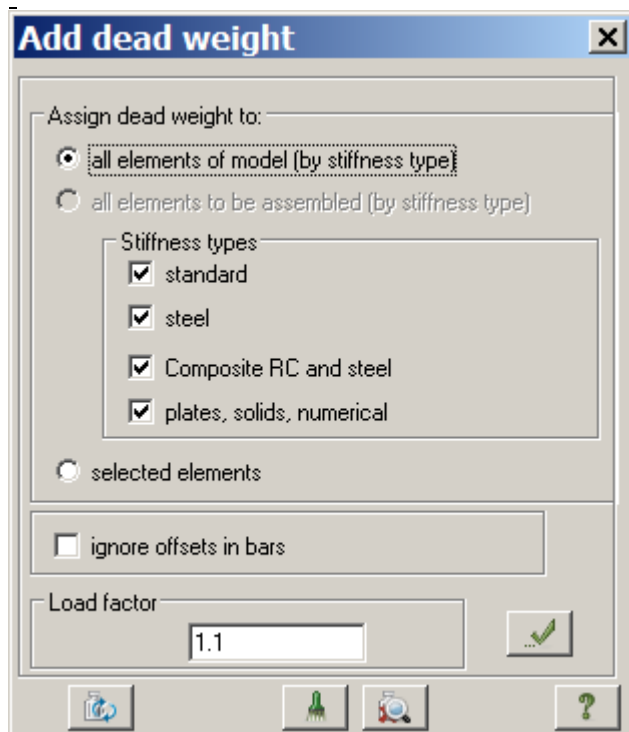 Add dead weight
Assign dead weight to:
all elements of model (by stiffness type)
all elements to be assembled (by stiffness type)
Stiffness types
standard
steel
Composite RC and steel
plates, solids, numerical
selected elements
ignore offsets in bars
Load factor
1.1